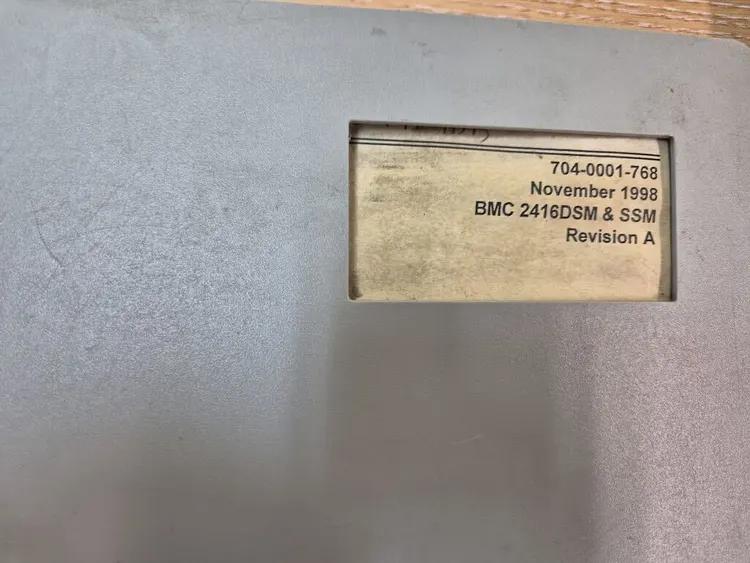 704-0001-768
November 1998
BMC 2416DSM & SSM
Revision A